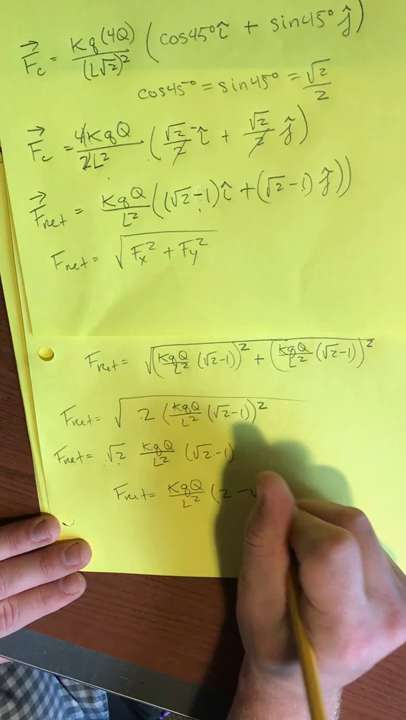 F⃗c = Kq(4Q)/(L√2)² (cos45°î + sin45° ĵ)
cos45° = sin45° = √2/2
F⃗c = 4KqQ/2L² (√2/2 î + √2/2 ĵ)
F⃗net = KqQ/L² ((√2-1)î + (√2-1)ĵ))
Fnet = √(Fx² + Fy²)
Fnet = √((KqQ/L² (√2-1))² + (KqQ/L² (√2-1))²)
Fnet = √(2 (KqQ/L² (√2-1))²)
Fnet = √2 KqQ/L² (√2-1)
Fnet = KqQ/L² (2-